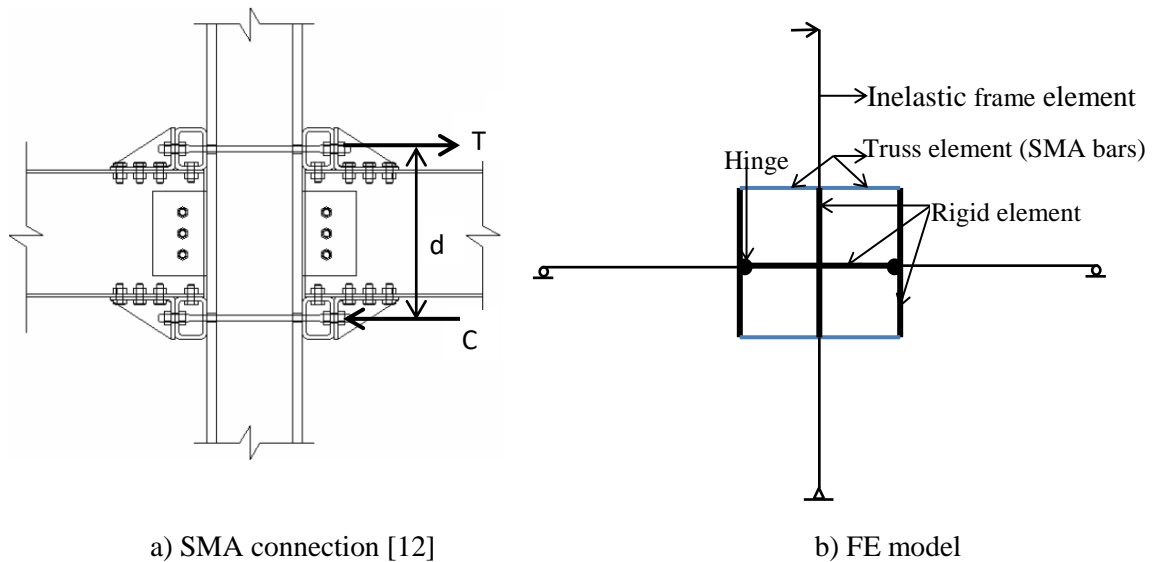 T
d
C
a) SMA connection [12]
Inelastic frame element
Truss element (SMA bars)
Hinge
Rigid element
b) FE model